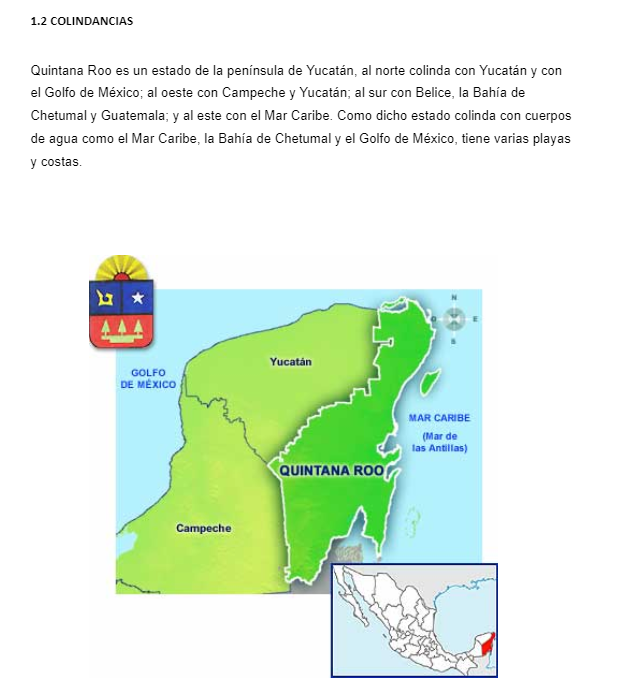 1.2 COLINDANCIAS
Quintana Roo es un estado de la península de Yucatán, al norte colinda con Yucatán y con
el Golfo de México; al oeste con Campeche y Yucatán; al sur con Belice, la Bahía de
Chetumal y Guatemala; y al este con el Mar Caribe. Como dicho estado colinda con cuerpos
de agua como el Mar Caribe, la Bahía de Chetumal y el Golfo de México, tiene varias playas
y costas.
N
O
E
S
Yucatán
GOLFO
DE MÉXICO
MAR CARIBE
(Mar de
las Antillas)
QUINTANA ROO
Campeche